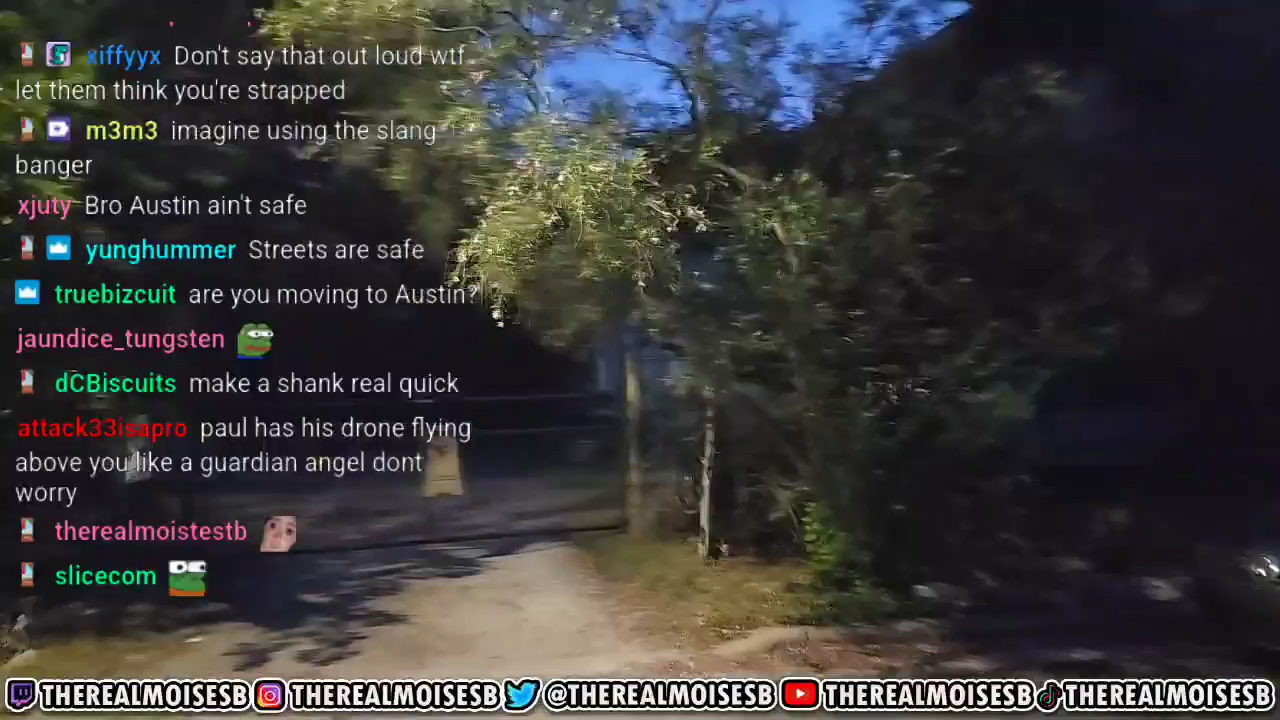 xiffyyx Don't say that out loud wtf
let them think you're strapped
m3m3 imagine using the slang
banger
xjuty Bro Austin ain't safe
yunghummer Streets are safe
truebizcuit are you moving to Austin?
jaundice_tungsten
dCBiscuits make a shank real quick
attack33isapro paul has his drone flying
above you like a guardian angel dont
worry
therealmoistestb
slicecom
THEREALMOISESB THEREALMOISESB @THEREALMOISESB THEREALMOISESB THEREALMOISESB